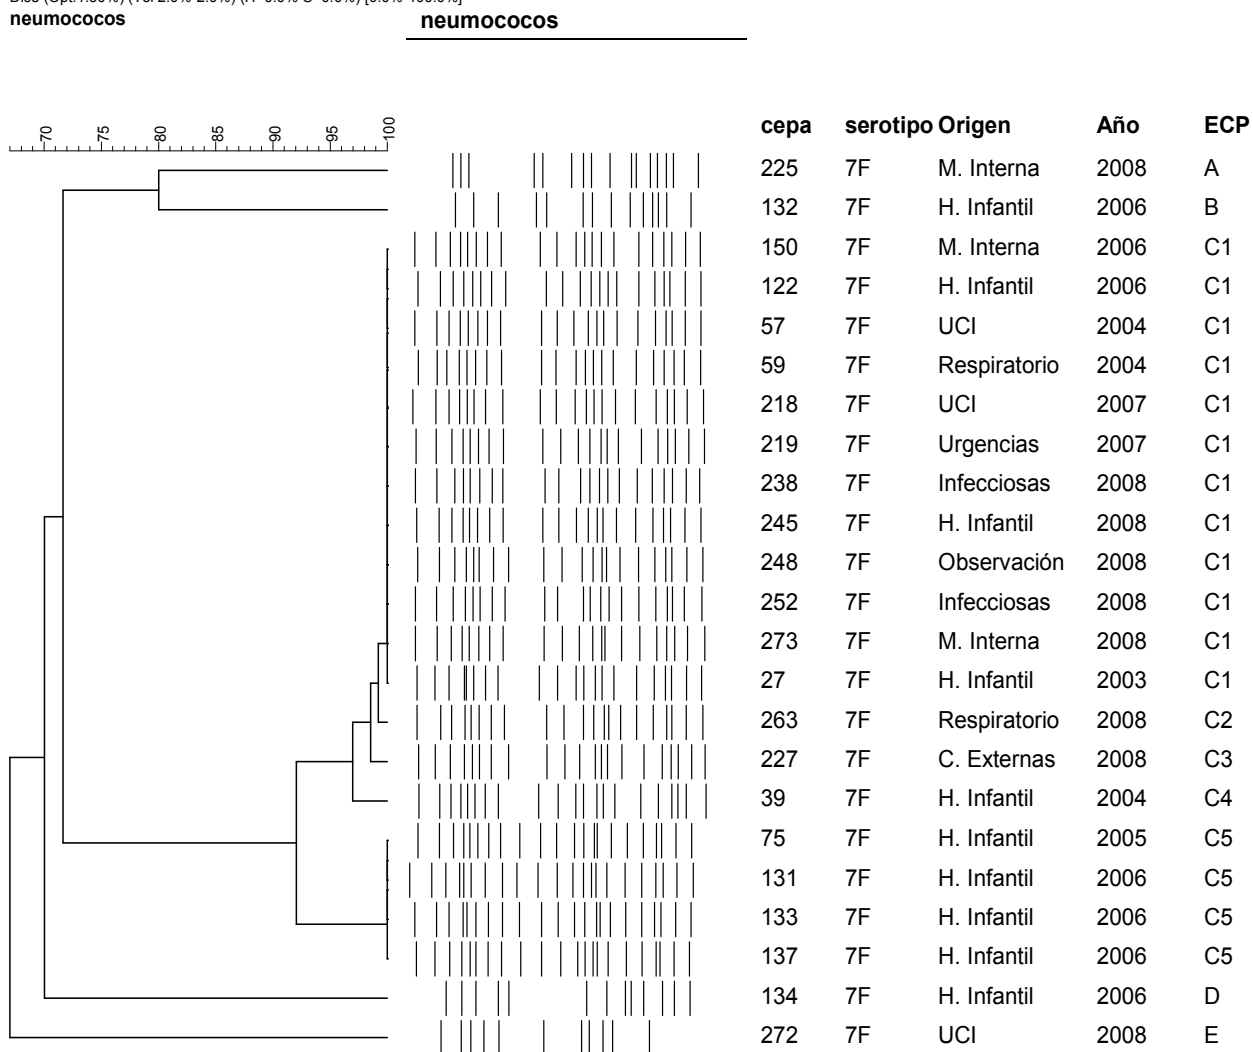 neumococos
neumococos
70 75 80 85 90 95 100
cepa serotipo Origen Año ECP
225 7F M. Interna 2008 A
132 7F H. Infantil 2006 B
150 7F M. Interna 2006 C1
122 7F H. Infantil 2006 C1
57 7F UCI 2004 C1
59 7F Respiratorio 2004 C1
218 7F UCI 2007 C1
219 7F Urgencias 2007 C1
238 7F Infecciosas 2008 C1
245 7F H. Infantil 2008 C1
248 7F Observación 2008 C1
252 7F Infecciosas 2008 C1
273 7F M. Interna 2008 C1
27 7F H. Infantil 2003 C1
263 7F Respiratorio 2008 C2
227 7F C. Externas 2008 C3
39 7F H. Infantil 2004 C4
75 7F H. Infantil 2005 C5
131 7F H. Infantil 2006 C5
133 7F H. Infantil 2006 C5
137 7F H. Infantil 2006 C5
134 7F H. Infantil 2006 D
272 7F UCI 2008 E